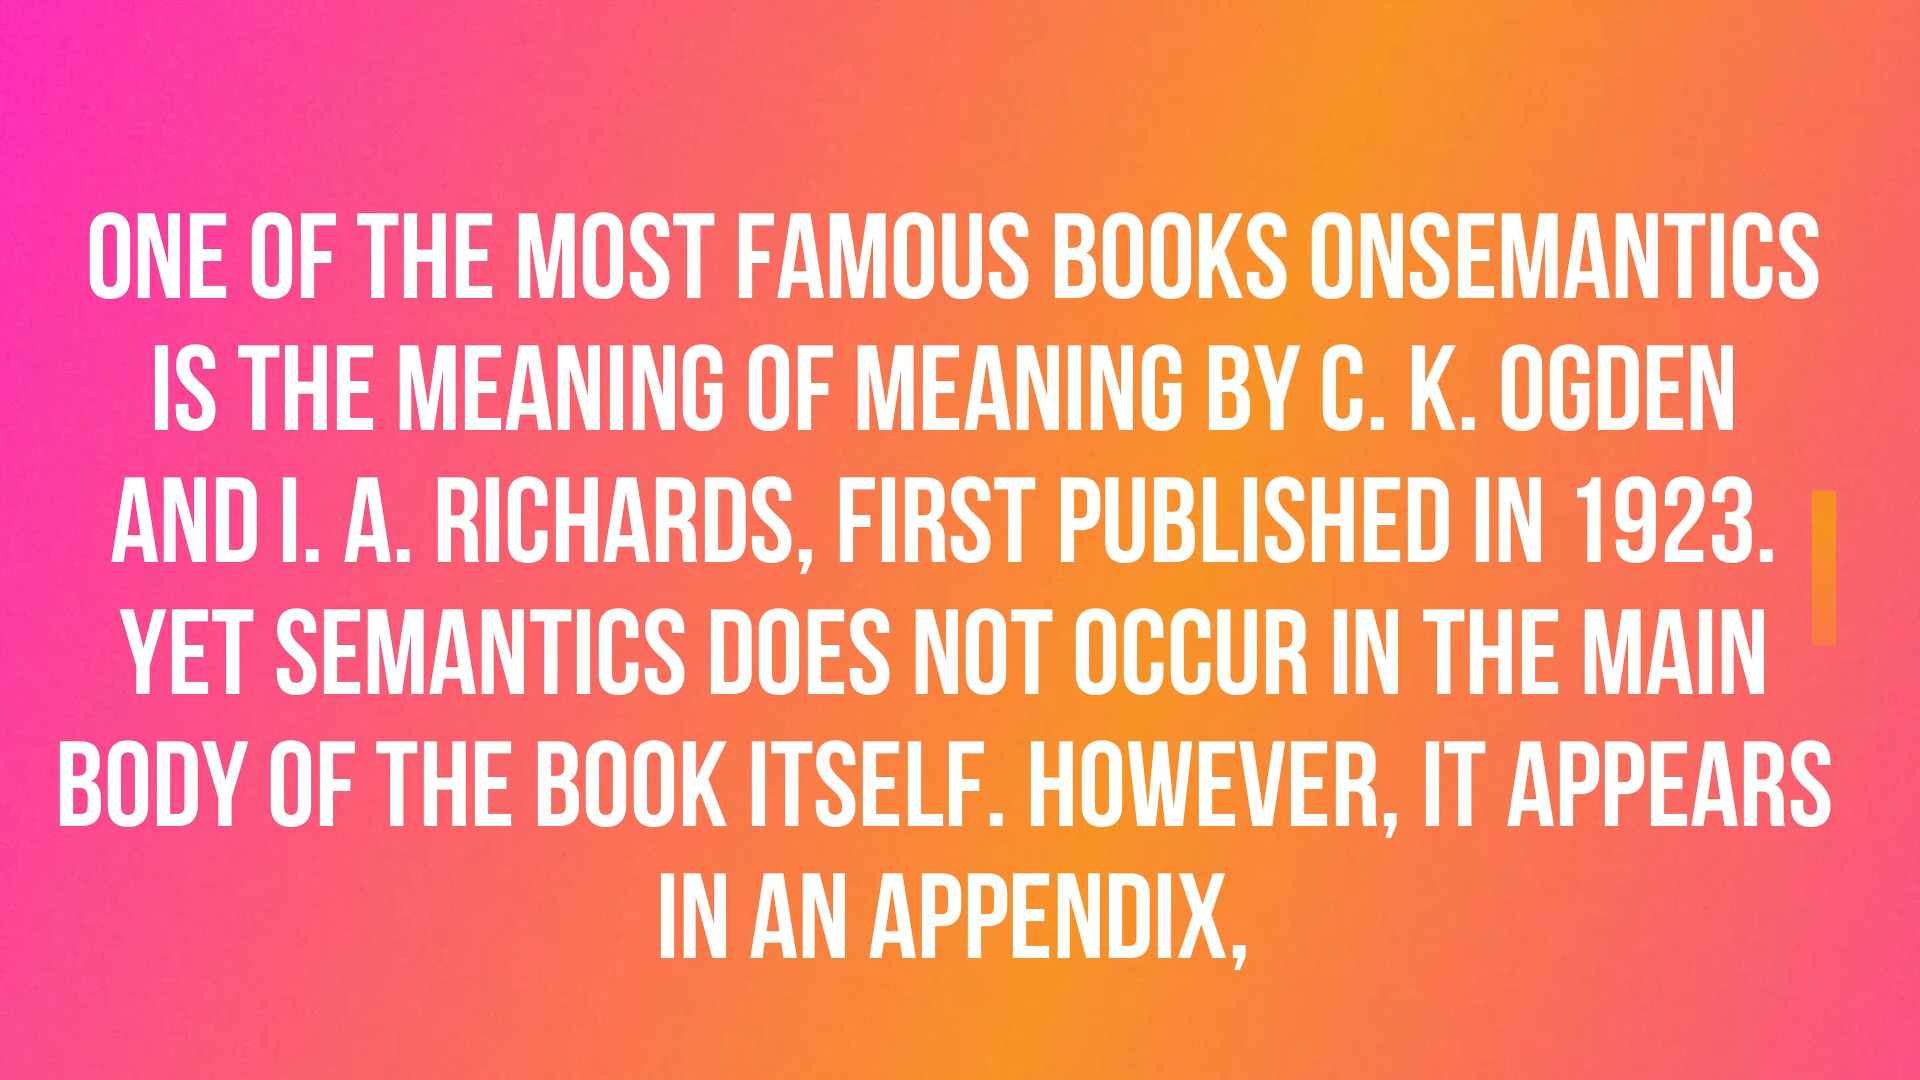 ONE OF THE MOST FAMOUS BOOKS ONSEMANTICS
IS THE MEANING OF MEANING BY C. K. OGDEN
AND I. A. RICHARDS, FIRST PUBLISHED IN 1923.
YET SEMANTICS DOES NOT OCCUR IN THE MAIN
BODY OF THE BOOK ITSELF. HOWEVER, IT APPEARS
IN AN APPENDIX,